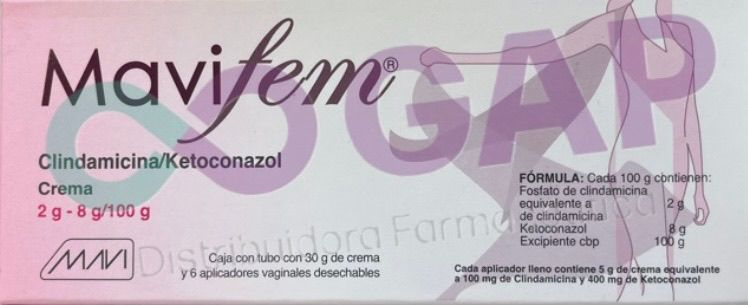 Mavifem®
GAP
Clindamicina/Ketoconazol
Crema
2 g - 8 g/100 g
MAVI
Distribuidora Farmacéutica
Caja con tubo con 30 g de crema
y 6 aplicadores vaginales desechables
FÓRMULA: Cada 100 g contienen:
Fosfato de clindamicina
equivalente a 2 g
de clindamicina
Ketoconazol 8 g
Excipiente cbp 100 g
Cada aplicador lleno contiene 5 g de crema equivalente
a 100 mg de Clindamicina y 400 mg de Ketoconazol